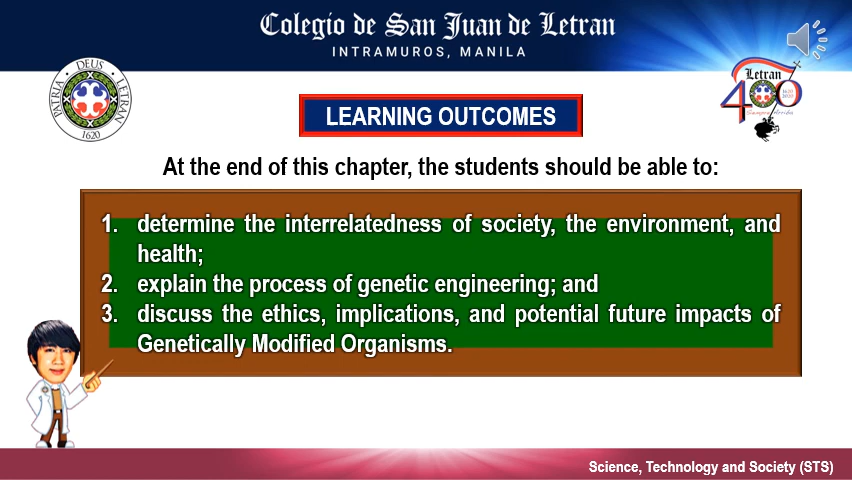 Colegio de San Juan de Letran
INTRAMUROS, MANILA
DEUS
PATRIA
LETRAN
1620
Letran
400
LEARNING OUTCOMES
At the end of this chapter, the students should be able to:
1. determine the interrelatedness of society, the environment, and
health;
2. explain the process of genetic engineering; and
3. discuss the ethics, implications, and potential future impacts of
Genetically Modified Organisms.
Science, Technology and Society (STS)